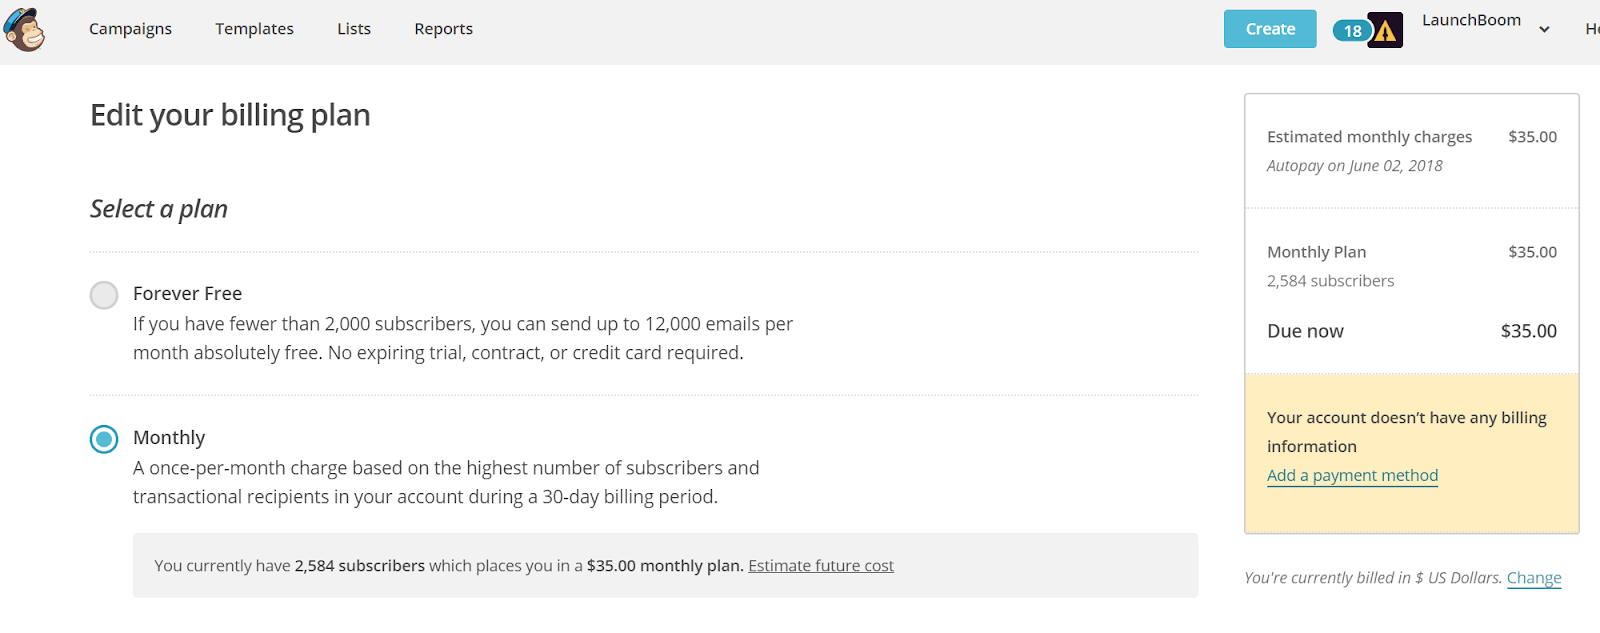 Campaigns Templates Lists Reports Create 18 LaunchBoom
Edit your billing plan
Select a plan
Forever Free
If you have fewer than 2,000 subscribers, you can send up to 12,000 emails per
month absolutely free. No expiring trial, contract, or credit card required.
Monthly
A once-per-month charge based on the highest number of subscribers and
transactional recipients in your account during a 30-day billing period.
You currently have 2,584 subscribers which places you in a $35.00 monthly plan. Estimate future cost
Estimated monthly charges $35.00
Autopay on June 02, 2018
Monthly Plan $35.00
2,584 subscribers
Due now $35.00
Your account doesn’t have any billing
information
Add a payment method
You're currently billed in $ US Dollars. Change